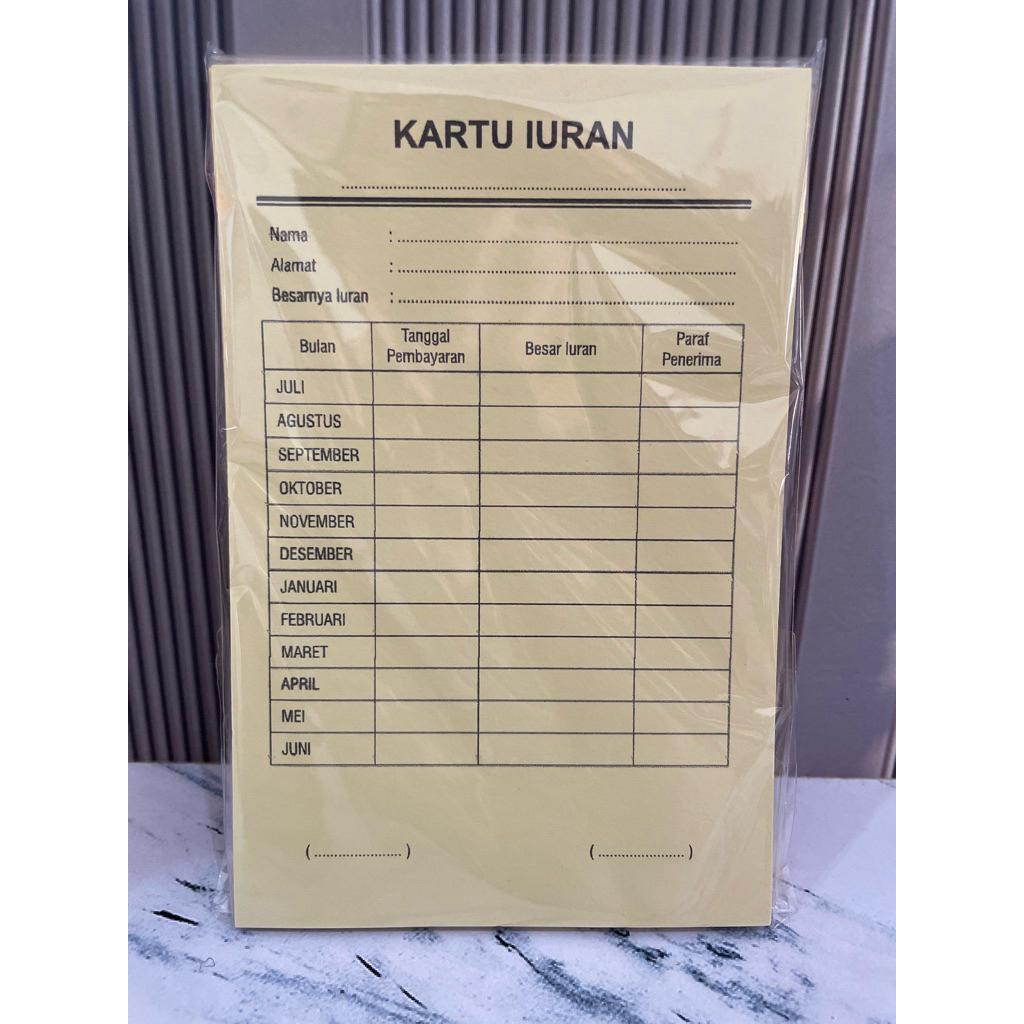 KARTU IURAN
........................................................................
Nama : ........................................................................
Alamat : ........................................................................
Besarnya Iuran : ........................................................................
Bulan Tanggal Pembayaran Besar Iuran Paraf Penerima
JULI
AGUSTUS
SEPTEMBER
OKTOBER
NOVEMBER
DESEMBER
JANUARI
FEBRUARI
MARET
APRIL
MEI
JUNI
(......................) (......................)